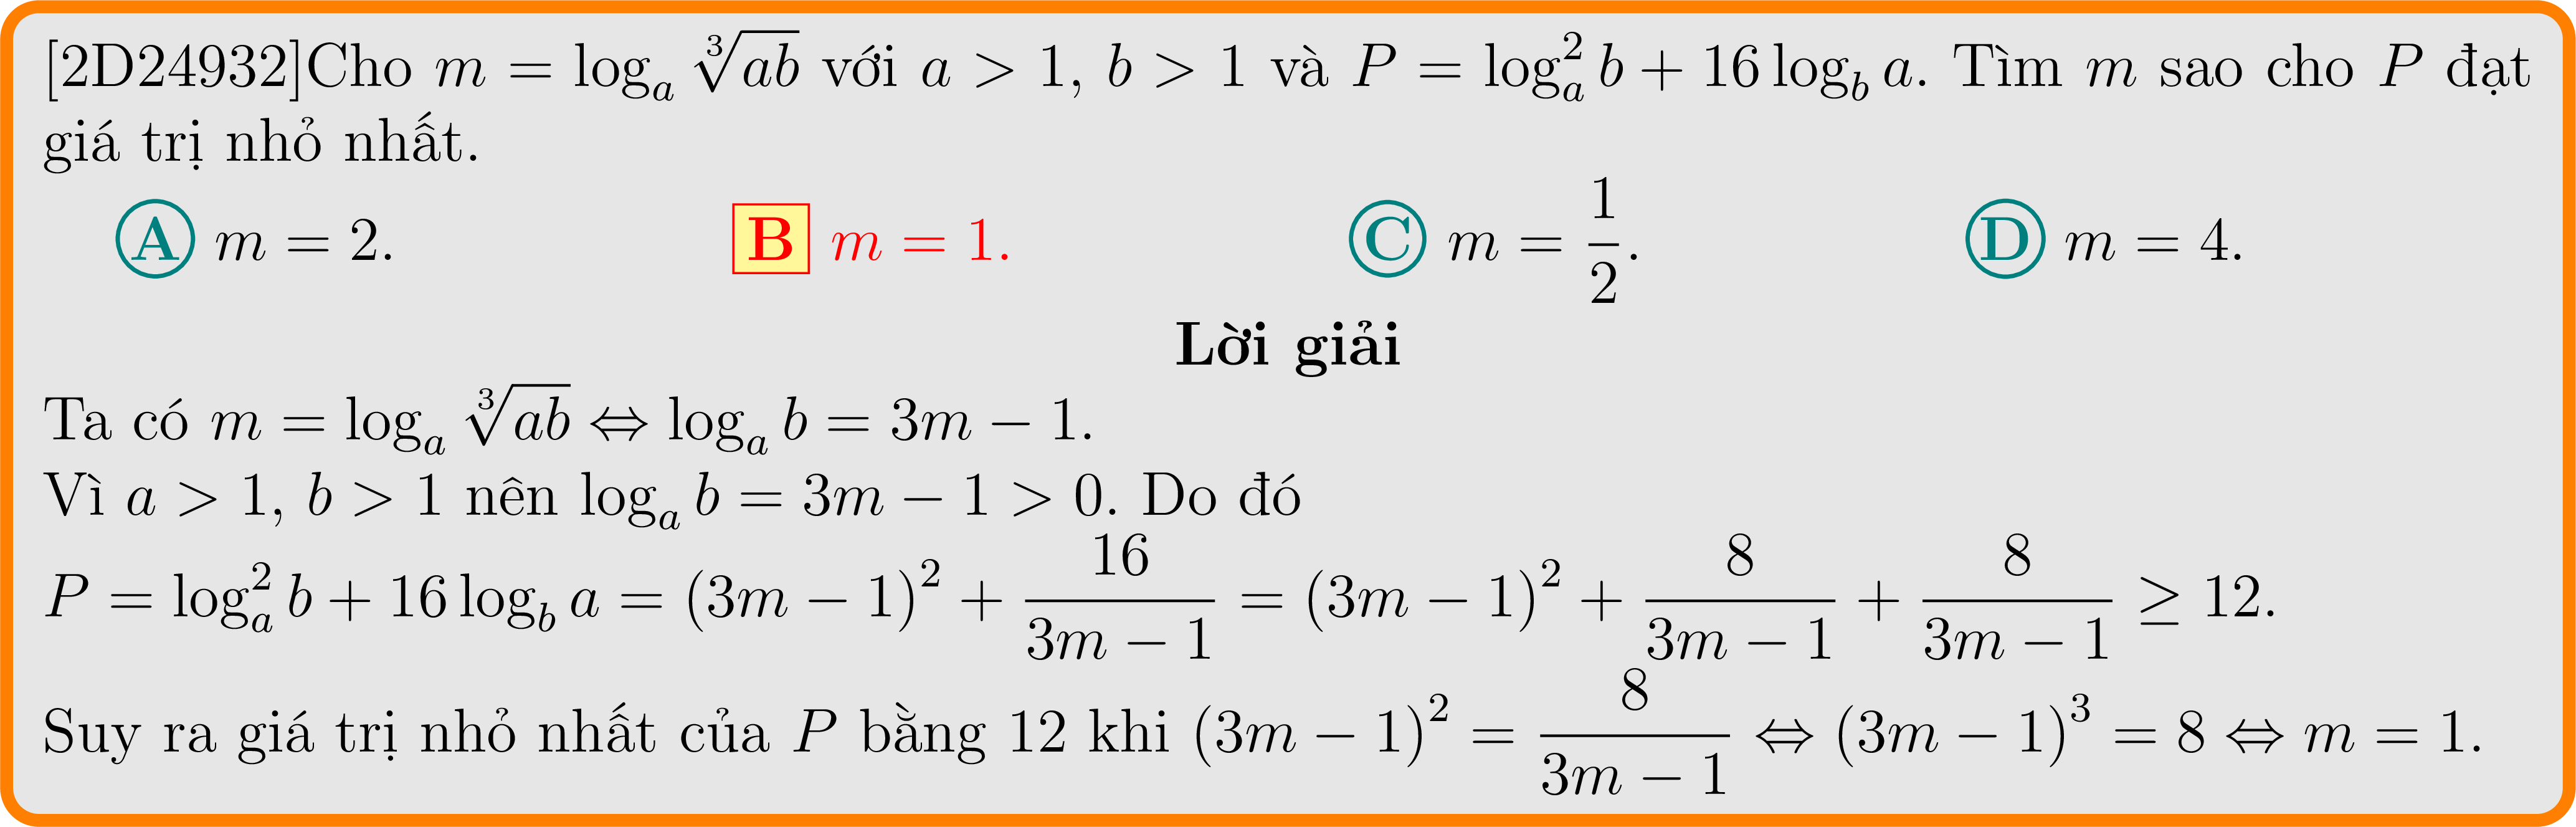 [2D24932]Cho $m = \log_a \sqrt[3]{ab}$ với $a > 1$, $b > 1$ và $P = \log_a^2 b + 16 \log_b a$. Tìm $m$ sao cho $P$ đạt
giá trị nhỏ nhất.
A $m = 2$. B $m = 1$. C $m = \dfrac{1}{2}$. D $m = 4$.
Lời giải
Ta có $m = \log_a \sqrt[3]{ab} \Leftrightarrow \log_a b = 3m - 1$.
Vì $a > 1$, $b > 1$ nên $\log_a b = 3m - 1 > 0$. Do đó
$P = \log_a^2 b + 16 \log_b a = (3m - 1)^2 + \dfrac{16}{3m - 1} = (3m - 1)^2 + \dfrac{8}{3m - 1} + \dfrac{8}{3m - 1} \geq 12$.
Suy ra giá trị nhỏ nhất của $P$ bằng 12 khi $(3m - 1)^2 = \dfrac{8}{3m - 1} \Leftrightarrow (3m - 1)^3 = 8 \Leftrightarrow m = 1$.